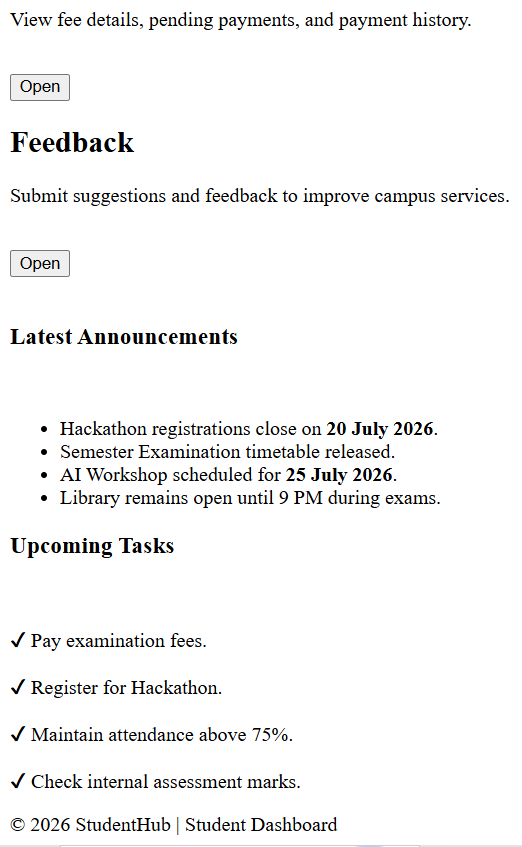 View fee details, pending payments, and payment history.
Open
Feedback
Submit suggestions and feedback to improve campus services.
Open
Latest Announcements
• Hackathon registrations close on 20 July 2026.
• Semester Examination timetable released.
• AI Workshop scheduled for 25 July 2026.
• Library remains open until 9 PM during exams.
Upcoming Tasks
✓ Pay examination fees.
✓ Register for Hackathon.
✓ Maintain attendance above 75%.
✓ Check internal assessment marks.
© 2026 StudentHub | Student Dashboard